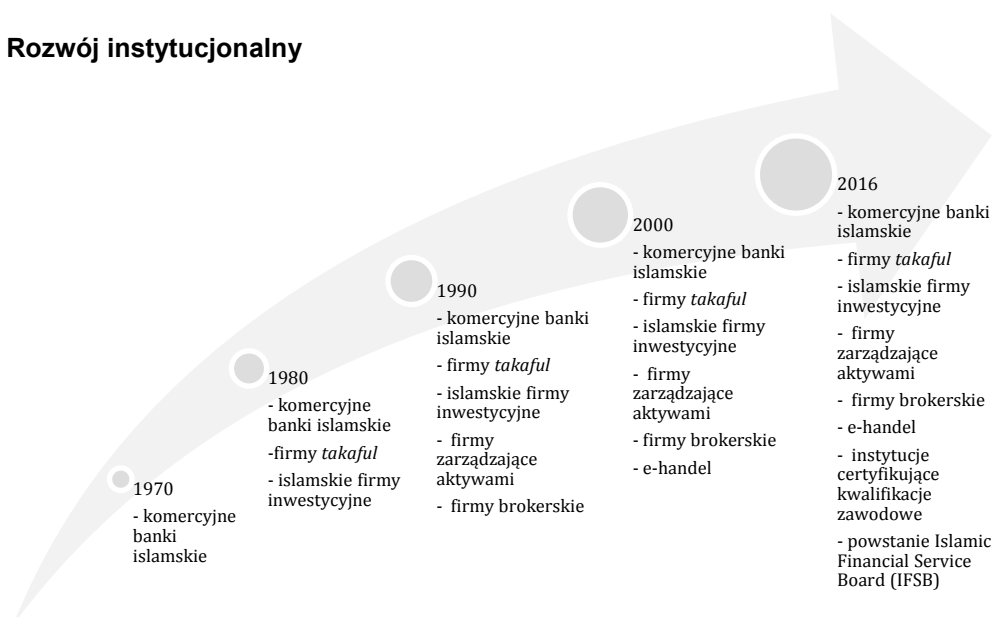 Rozwój instytucjonalny
1970
- komercyjne
banki
islamskie
1980
- komercyjne
banki islamskie
-firmy takaful
- islamskie firmy
inwestycyjne
1990
- komercyjne banki
islamskie
- firmy takaful
- islamskie firmy
inwestycyjne
- firmy
zarządzające
aktywami
- firmy brokerskie
2000
- komercyjne banki
islamskie
- firmy takaful
- islamskie firmy
inwestycyjne
- firmy
zarządzające
aktywami
- firmy brokerskie
- e-handel
2016
- komercyjne banki
islamskie
- firmy takaful
- islamskie firmy
inwestycyjne
- firmy
zarządzające
aktywami
- firmy brokerskie
- e-handel
- instytucje
certyfikujące
kwalifikacje
zawodowe
- powstanie Islamic
Financial Service
Board (IFSB)